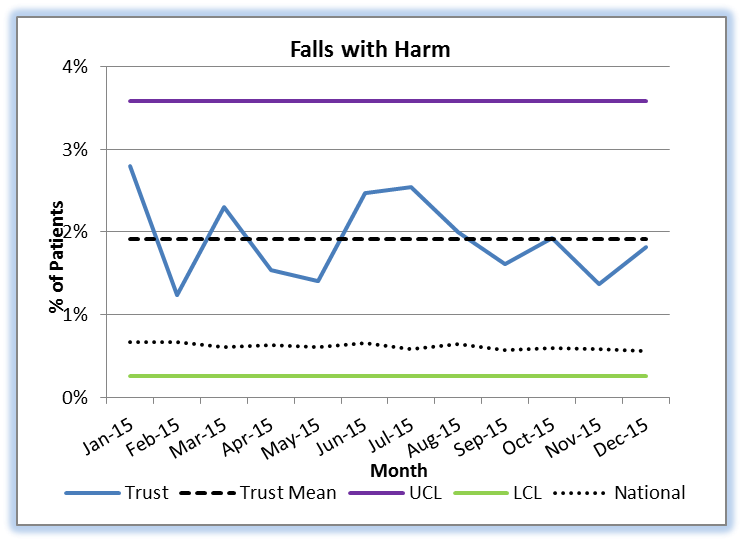 Falls with Harm
4%
3%
2%
1%
0%
% of Patients
Jan-15
Feb-15
Mar-15
Apr-15
May-15
Jun-15
Jul-15
Aug-15
Sep-15
Oct-15
Nov-15
Dec-15
Month
Trust Trust Mean UCL LCL National